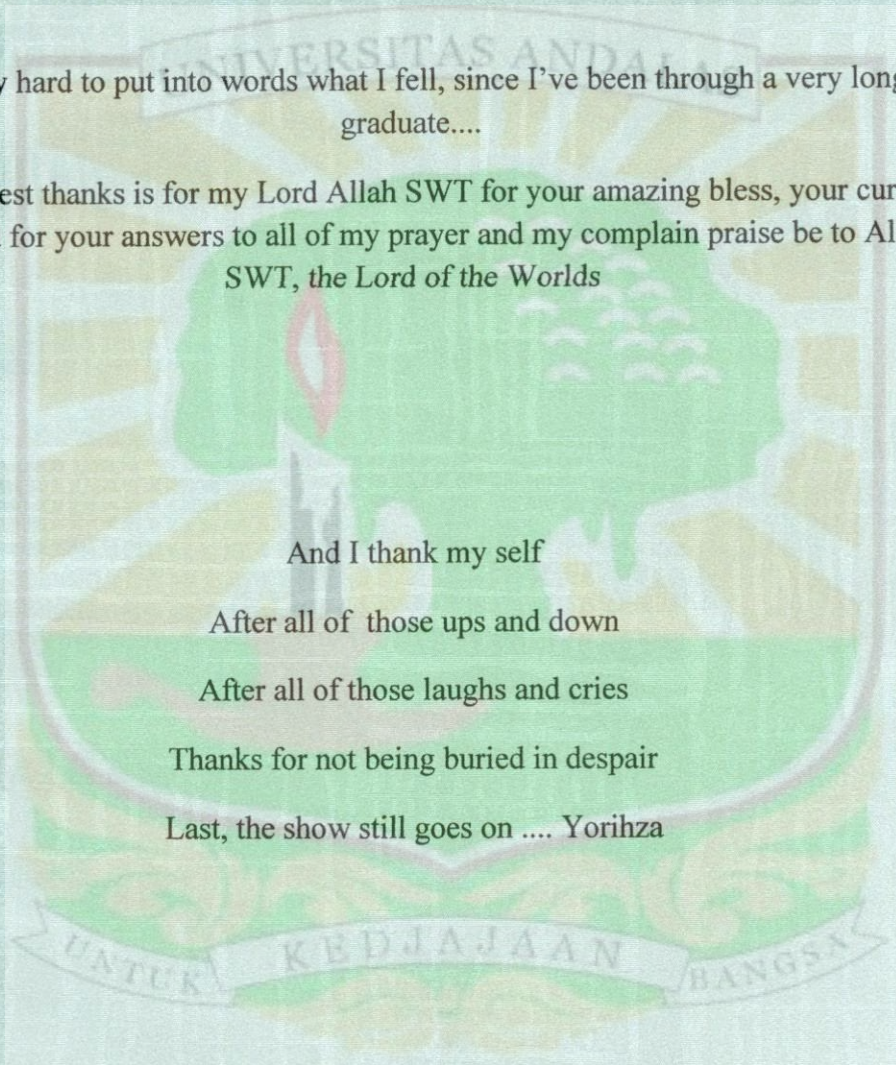 UNIVERSITAS ANDALAS
hard to put into words what I fell, since I've been through a very long
graduate....
est thanks is for my Lord Allah SWT for your amazing bless, your cur
for your answers to all of my prayer and my complain praise be to Al
SWT, the Lord of the Worlds
And I thank my self
After all of those ups and down
After all of those laughs and cries
Thanks for not being buried in despair
Last, the show still goes on .... Yorihza
UNTUK KEDJAJAAN BANGSA